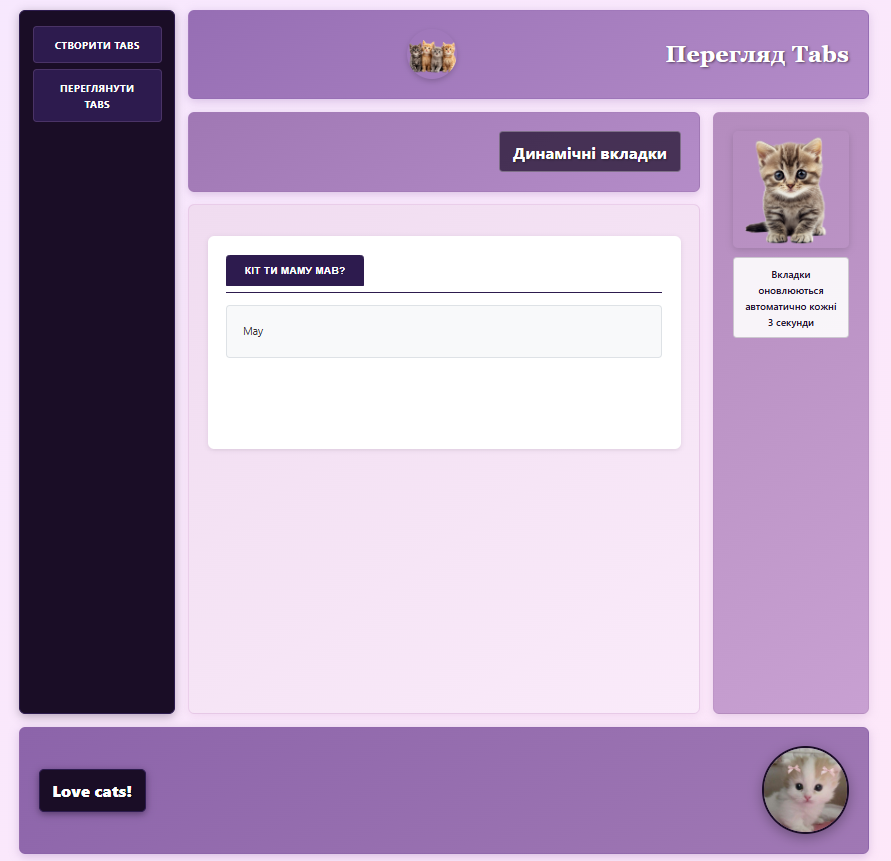 СТВОРИТИ TABS
ПЕРЕГЛЯНУТИ
TABS
Перегляд Tabs
Динамічні вкладки
КІТ ТИ МАМУ МАВ?
Мау
Вкладки
оновлюються
автоматично кожні
3 секунди
Love cats!